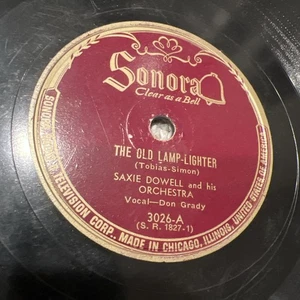 Sonora
Clear as a Bell
THE OLD LAMP-LIGHTER
(Tobias-Simon)
SAXIE DOWELL and his
ORCHESTRA
Vocal—Don Grady
3026-A
(S. R. 1827-1)
SONORA
TELEVISION CORP., MADE IN CHICAGO, ILLINOIS, UNITED STATES OF AMERICA